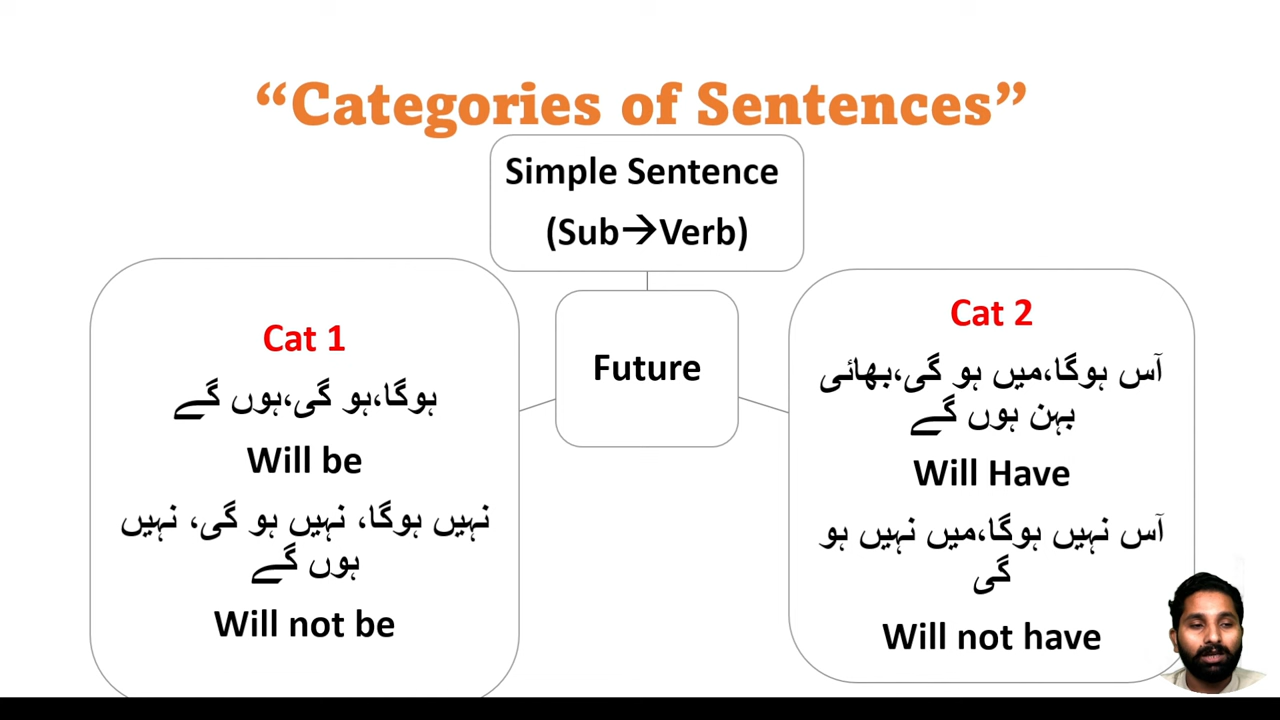 “Categories of Sentences”
Simple Sentence
(Sub→Verb)
Future
Cat 1
ہوگا،ہو گی،ہوں گے
Will be
نہیں ہوگا، نہیں ہو گی، نہیں
ہوں گے
Will not be
Cat 2
آس ہوگا،میں ہو گی،بھائی
بہن ہوں گے
Will Have
آس نہیں ہوگا،میں نہیں ہو
گی
Will not have